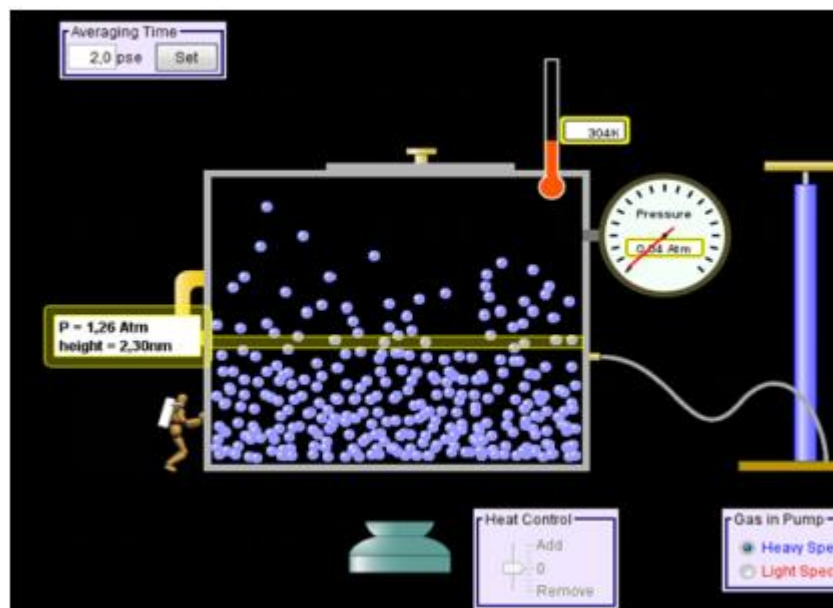 Averaging Time
2,0 pse
Set
304K
Pressure
0,04 Atm
P = 1,26 Atm
height = 2,30nm
Heat Control
Add
0
Remove
Gas in Pump
Heavy Spe
Light Spec